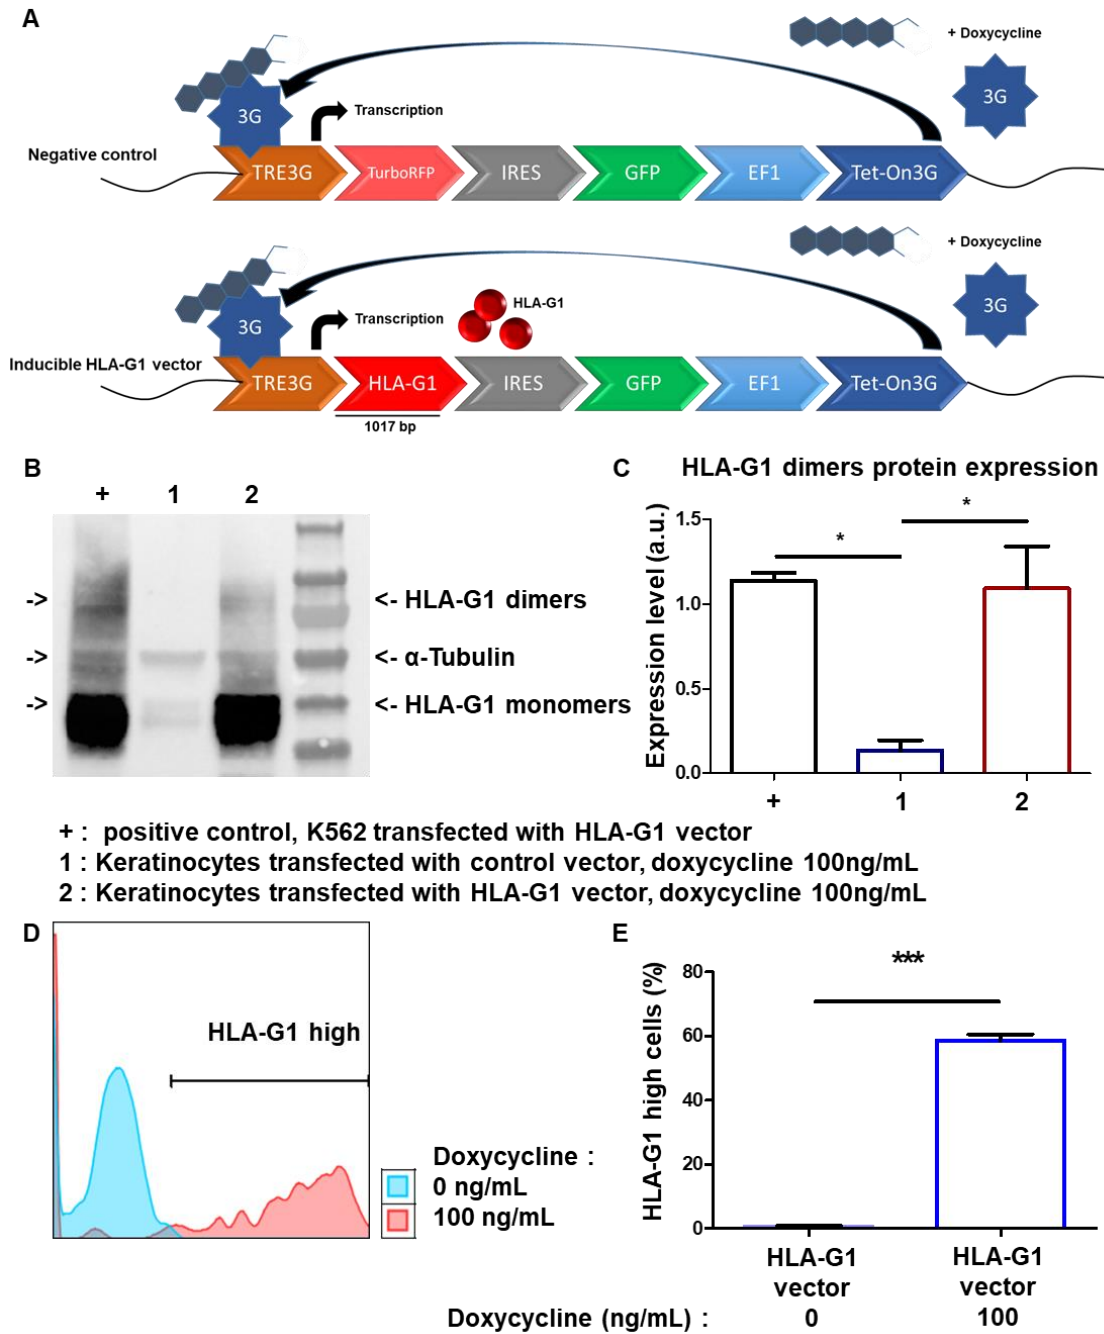 A
+ Doxycycline
3G
3G
Transcription
Negative control
TRE3G TurboRFP IRES GFP EF1 Tet-On3G
+ Doxycycline
3G
3G
Transcription
HLA-G1
Inducible HLA-G1 vector
TRE3G HLA-G1 IRES GFP EF1 Tet-On3G
1017 bp
B
+ 1 2
-> <- HLA-G1 dimers
-> <- α-Tubulin
-> <- HLA-G1 monomers
C
HLA-G1 dimers protein expression
Expression level (a.u.)
1.5
1.0
0.5
0.0
*
*
+ 1 2
+ : positive control, K562 transfected with HLA-G1 vector
1 : Keratinocytes transfected with control vector, doxycycline 100ng/mL
2 : Keratinocytes transfected with HLA-G1 vector, doxycycline 100ng/mL
D
HLA-G1 high
Doxycycline :
0 ng/mL
100 ng/mL
E
HLA-G1 high cells (%)
80
60
40
20
0
***
HLA-G1 vector
HLA-G1 vector
Doxycycline (ng/mL) : 0 100